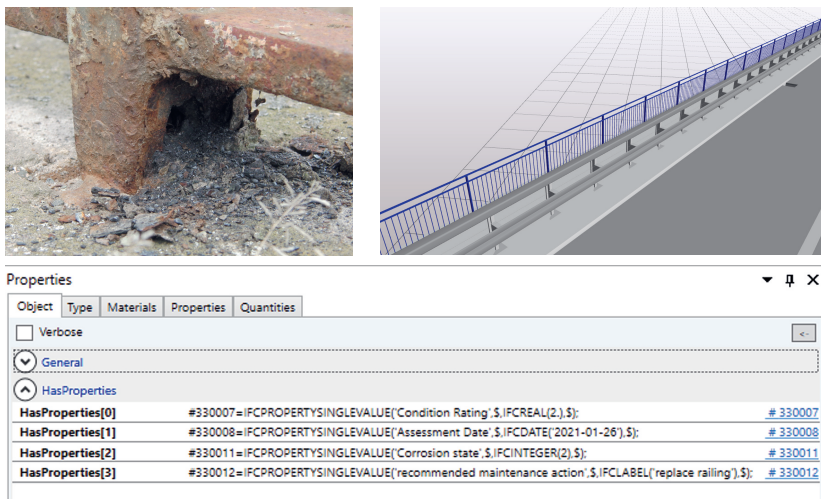 Properties
Object Type Materials Properties Quantities
Verbose <-
General
HasProperties
HasProperties[0] #330007=IFCPROPERTYSINGLEVALUE('Condition Rating',$,IFCREAL(2.),$); # 330007
HasProperties[1] #330008=IFCPROPERTYSINGLEVALUE('Assessment Date',$,IFCDATE('2021-01-26'),$); # 330008
HasProperties[2] #330011=IFCPROPERTYSINGLEVALUE('Corrosion state',$,IFCINTEGER(2),$); # 330011
HasProperties[3] #330012=IFCPROPERTYSINGLEVALUE('recommended maintenance action',$,IFCLABEL('replace railing'),$); # 330012